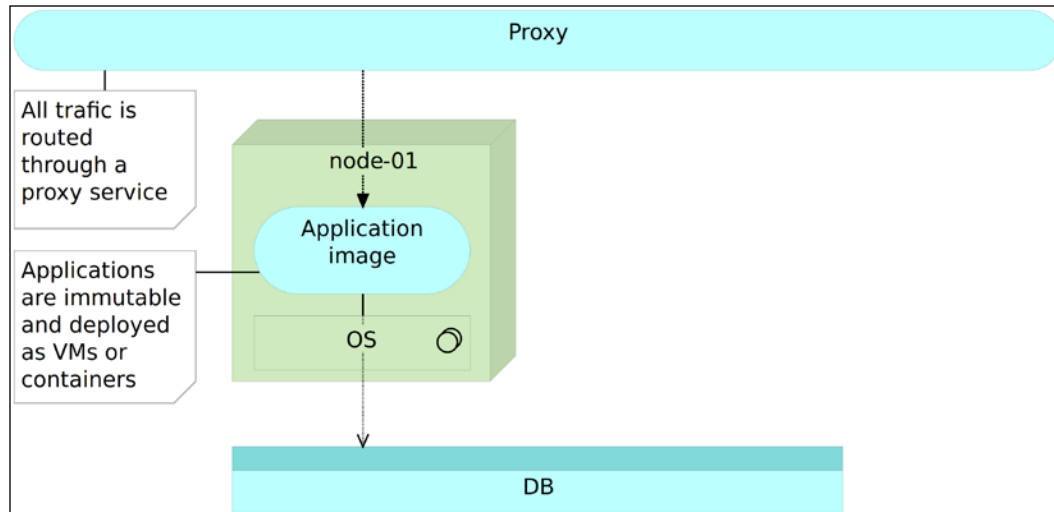 Proxy
All trafic is
routed
through a
proxy service
node-01
Application
image
Applications
are immutable
and deployed
as VMs or
containers
OS
DB